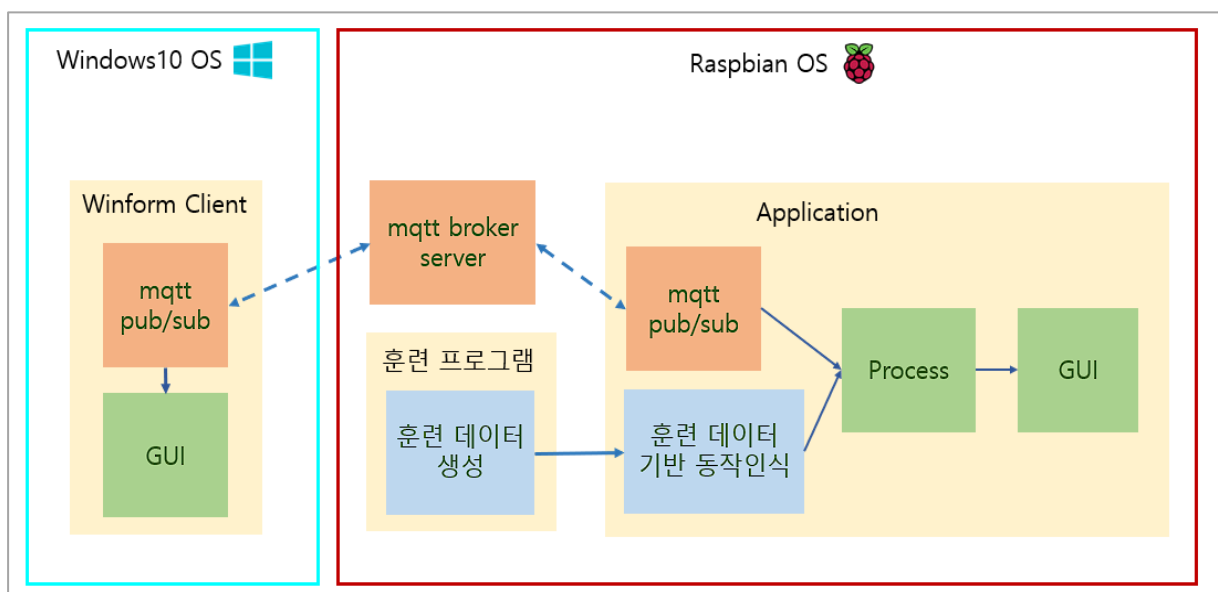 Windows10 OS
Raspbian OS
Winform Client
mqtt
pub/sub
GUI
mqtt broker
server
훈련 프로그램
훈련 데이터
생성
Application
mqtt
pub/sub
훈련 데이터
기반 동작인식
Process
GUI